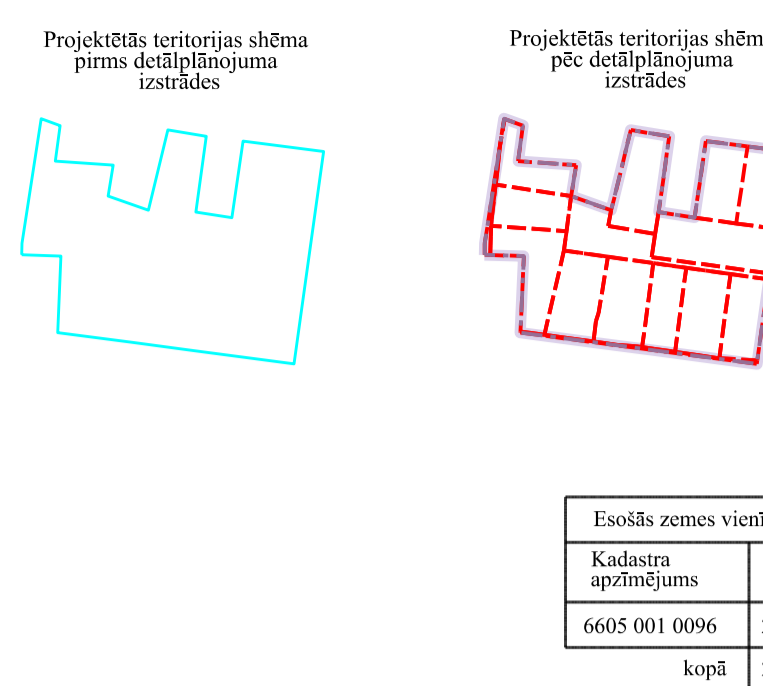 Projektētās teritorijas shēma
pirms detālplānojuma
izstrādes
Projektētās teritorijas shēm
pēc detālplānojuma
izstrādes
Esošās zemes vienī
Kadastra
apzīmējums
6605 001 0096
kopā